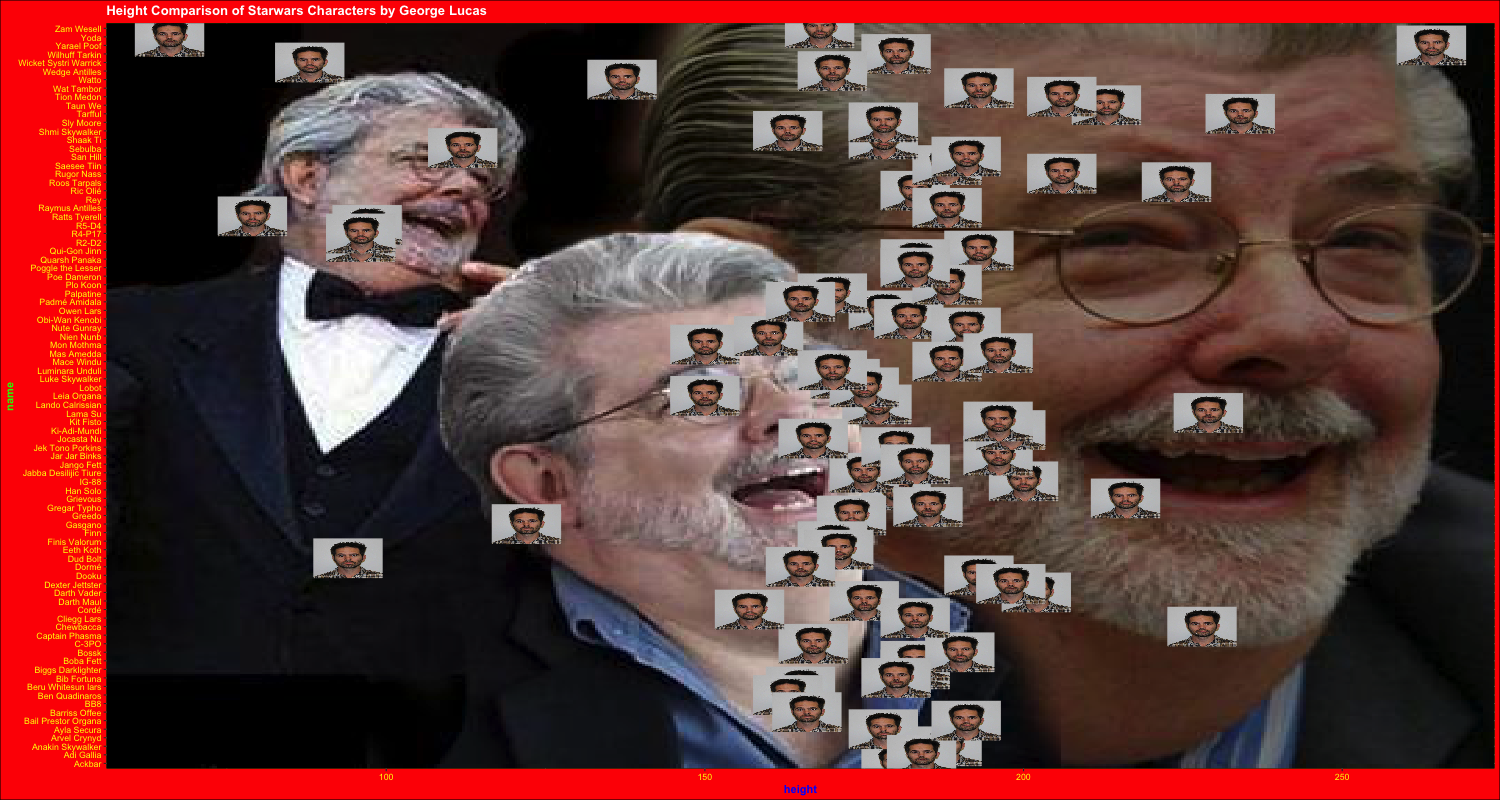 Height Comparison of Starwars Characters by George Lucas
Zam Wesell
Yoda
Yarael Poof
Wilhuff Tarkin
Wicket Systri Warrick
Wedge Antilles
Watto
Wat Tambor
Tion Medon
Taun We
Tarfful
Sly Moore
Shmi Skywalker
Shaak Ti
Sebulba
San Hill
Saesee Tiin
Rugor Nass
Roos Tarpals
Ric Olié
Rey
Raymus Antilles
Ratts Tyerell
R5-D4
R4-P17
R2-D2
Qui-Gon Jinn
Quarsh Panaka
Poggle the Lesser
Poe Dameron
Plo Koon
Palpatine
Padmé Amidala
Owen Lars
Obi-Wan Kenobi
Nute Gunray
Nien Nunb
Mon Mothma
Mas Amedda
Mace Windu
Luminara Unduli
Luke Skywalker
Lobot
Leia Organa
Lando Calrissian
Lama Su
Kit Fisto
Ki-Adi-Mundi
Jocasta Nu
Jek Tono Porkins
Jar Jar Binks
Jango Fett
Jabba Desilijic Tiure
IG-88
Han Solo
Grievous
Gregar Typho
Greedo
Gasgano
Finn
Finis Valorum
Eeth Koth
Dud Bolt
Dormé
Dooku
Dexter Jettster
Darth Vader
Darth Maul
Cordé
Cliegg Lars
Chewbacca
Captain Phasma
C-3PO
Bossk
Boba Fett
Biggs Darklighter
Bib Fortuna
Beru Whitesun lars
Ben Quadinaros
BB8
Barriss Offee
Bail Prestor Organa
Ayla Secura
Arvel Crynyd
Anakin Skywalker
Adi Gallia
Ackbar
name
100 150 200 250
height